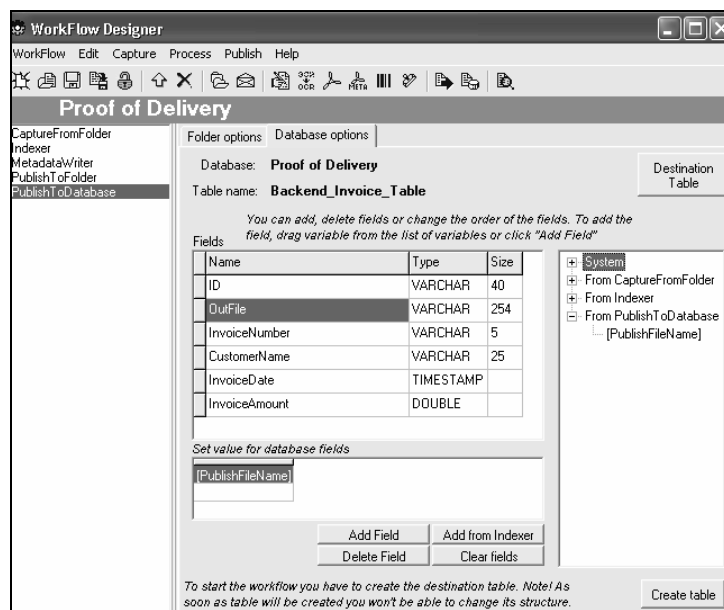 WorkFlow Designer
WorkFlow Edit Capture Process Publish Help
OCR
META
Proof of Delivery
CaptureFromFolder
Indexer
MetadataWriter
PublishToFolder
PublishToDatabase
Folder options Database options
Database: Proof of Delivery
Table name: Backend_Invoice_Table
Destination
Table
You can add, delete fields or change the order of the fields. To add the
field, drag variable from the list of variables or click "Add Field"
Fields
Name Type Size
ID VARCHAR 40
OutFile VARCHAR 254
InvoiceNumber VARCHAR 5
CustomerName VARCHAR 25
InvoiceDate TIMESTAMP
InvoiceAmount DOUBLE
System
From CaptureFromFolder
From Indexer
From PublishToDatabase
[PublishFileName]
Set value for database fields
[PublishFileName]
Add Field Add from Indexer
Delete Field Clear fields
To start the workflow you have to create the destination table. Note! As
soon as table will be created you won't be able to change its structure.
Create table